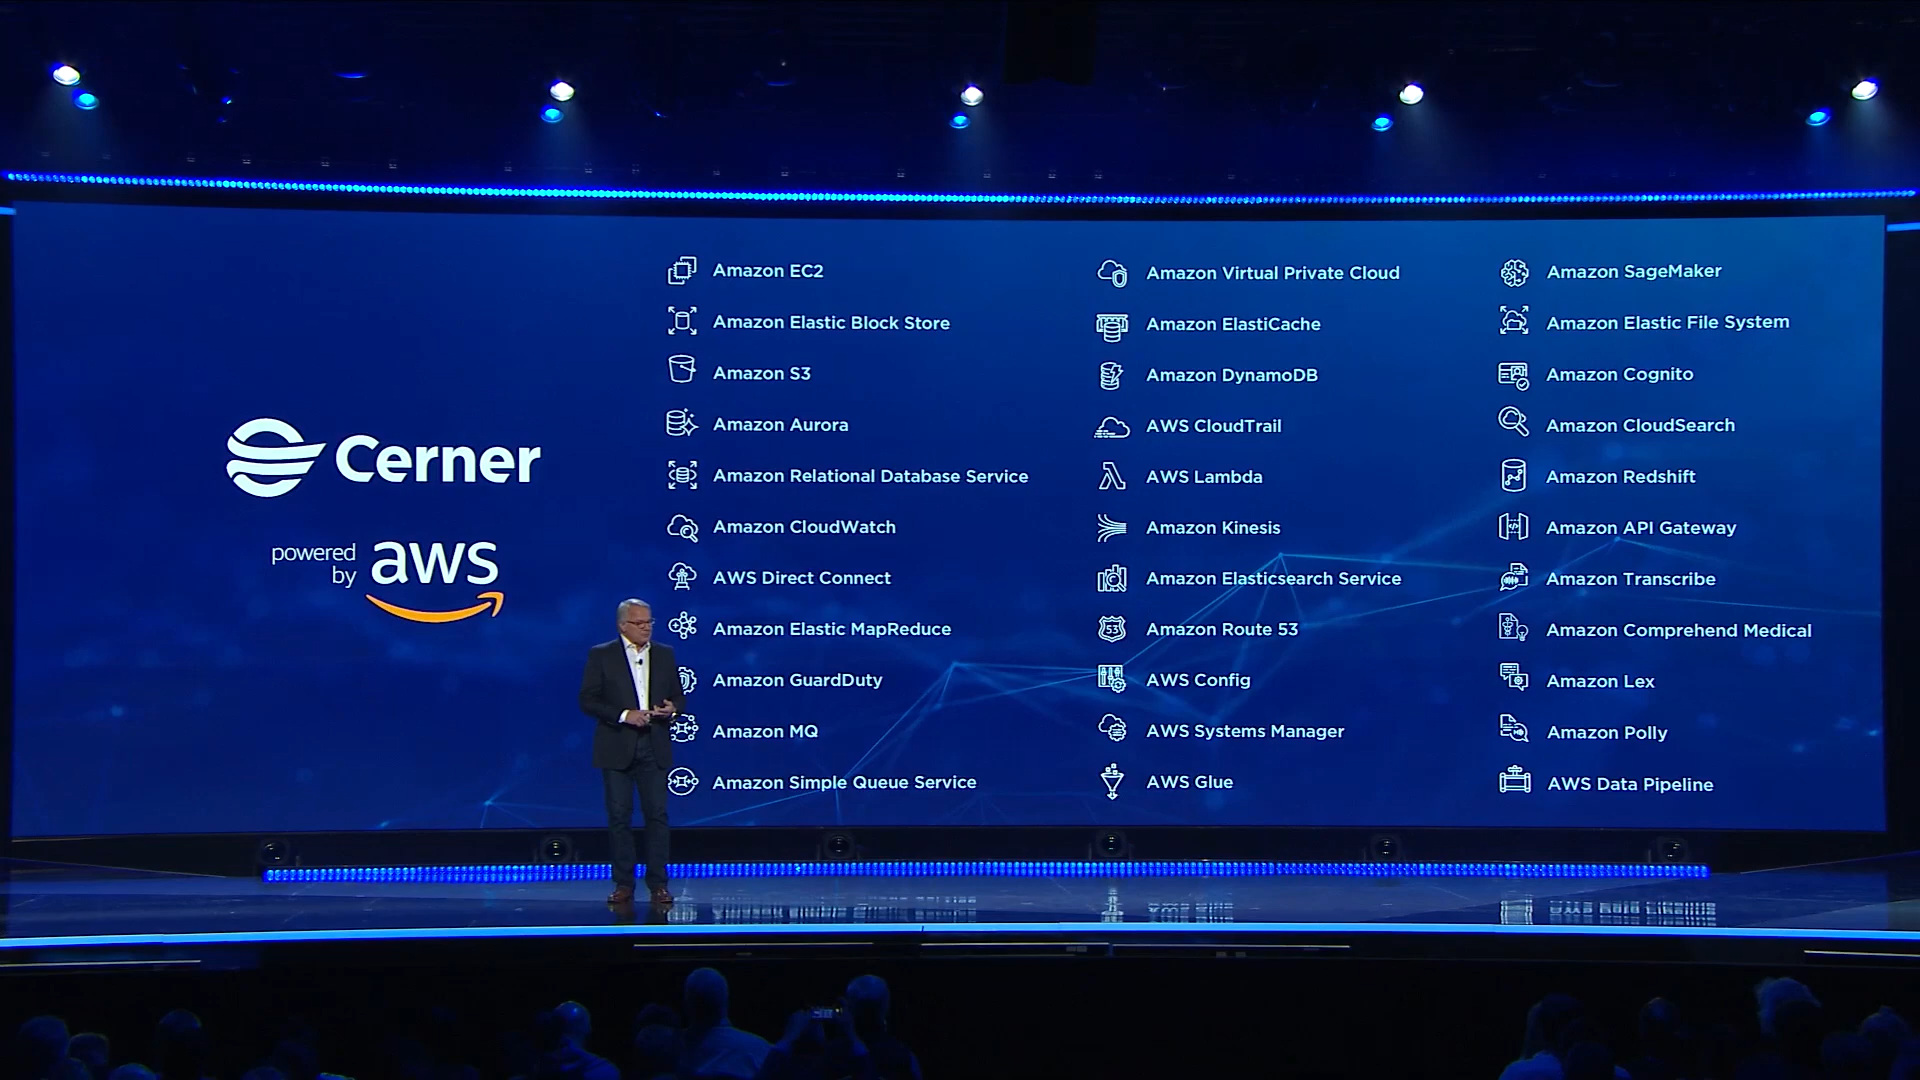 Cerner
powered
by
aws
Amazon EC2
Amazon Elastic Block Store
Amazon S3
Amazon Aurora
Amazon Relational Database Service
Amazon CloudWatch
AWS Direct Connect
Amazon Elastic MapReduce
Amazon GuardDuty
Amazon MQ
Amazon Simple Queue Service
Amazon Virtual Private Cloud
Amazon ElastiCache
Amazon DynamoDB
AWS CloudTrail
AWS Lambda
Amazon Kinesis
Amazon Elasticsearch Service
53
Amazon Route 53
AWS Config
AWS Systems Manager
AWS Glue
Amazon SageMaker
Amazon Elastic File System
Amazon Cognito
Amazon CloudSearch
Amazon Redshift
Amazon API Gateway
Amazon Transcribe
Amazon Comprehend Medical
Amazon Lex
Amazon Polly
AWS Data Pipeline